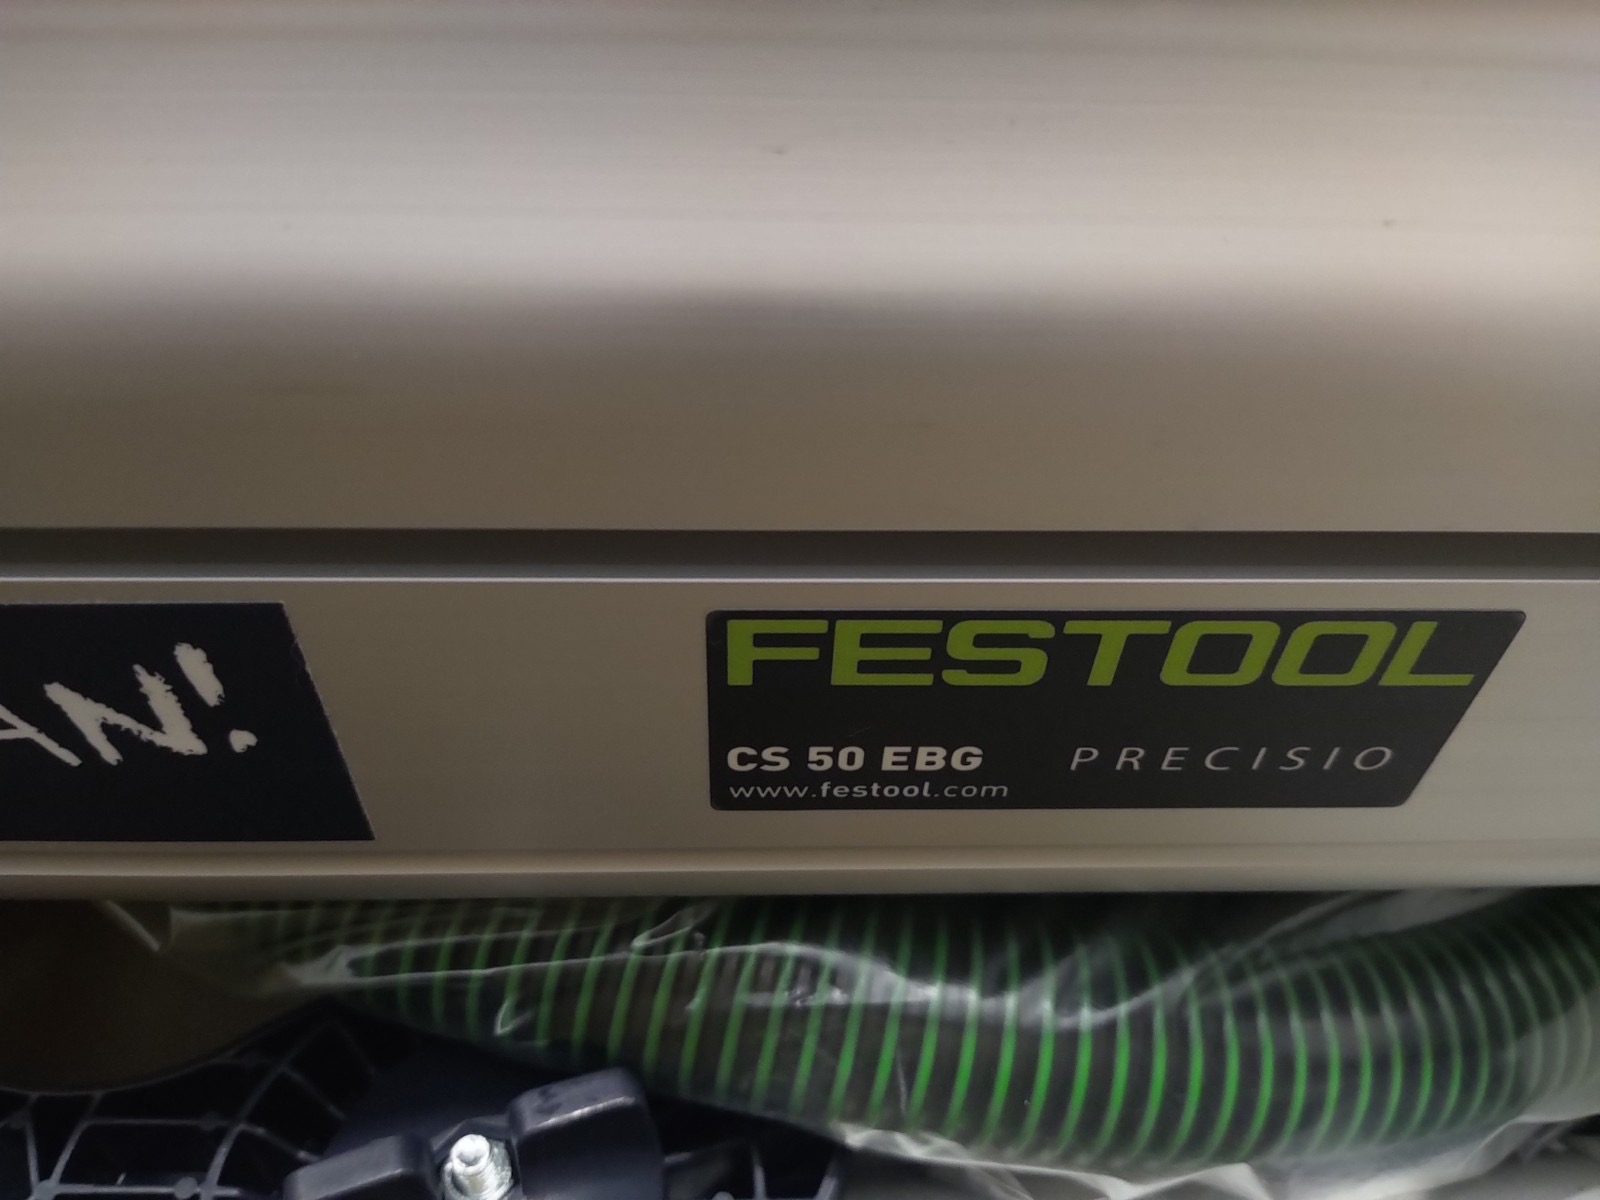 AN!
FESTOOL
CS 50 EBG PRECISIO
www.festool.com